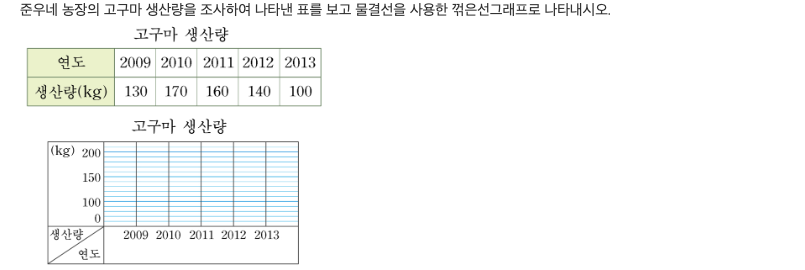 준우네 농장의 고구마 생산량을 조사하여 나타낸 표를 보고 물결선을 사용한 꺾은선그래프로 나타내시오.
고구마 생산량
연도 2009 2010 2011 2012 2013
생산량(kg) 130 170 160 140 100
고구마 생산량
(kg) 200
150
100
0
생산량 2009 2010 2011 2012 2013
연도